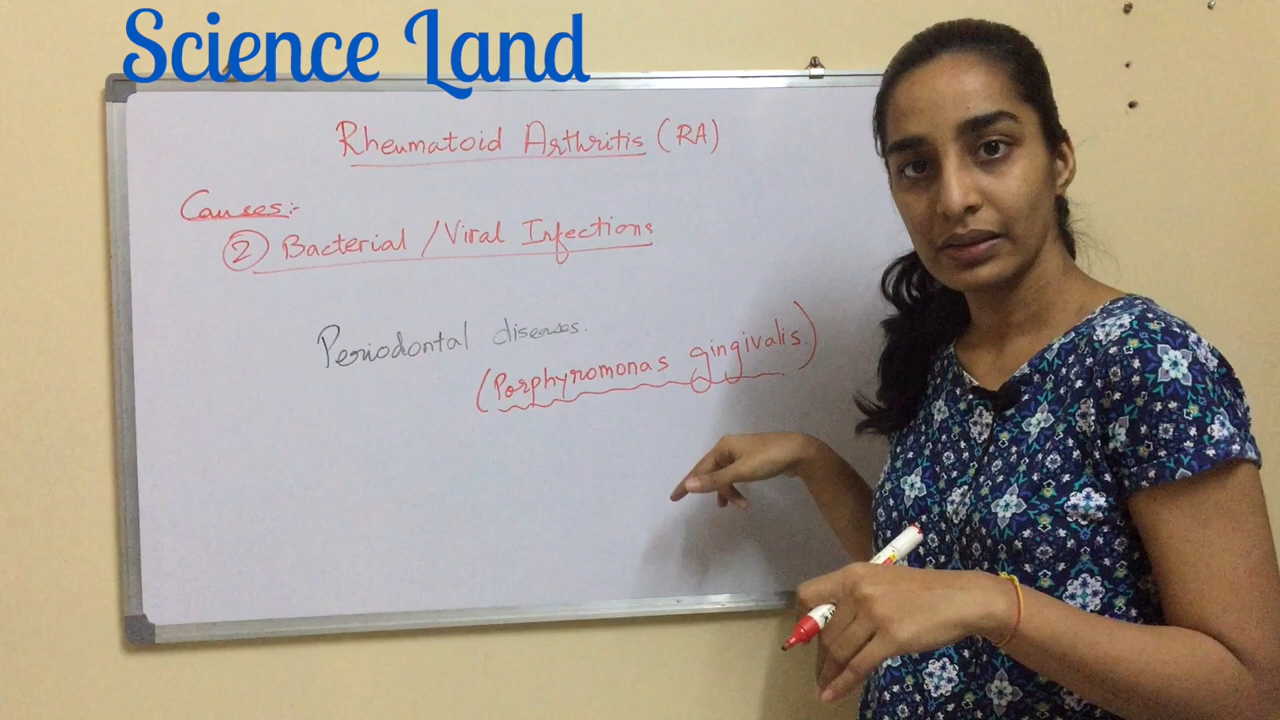 Science Land
Rheumatoid Arthritis (RA)
Causes:-
② Bacterial / Viral Infections
Periodontal diseases.
(Porphyromonas gingivalis.)